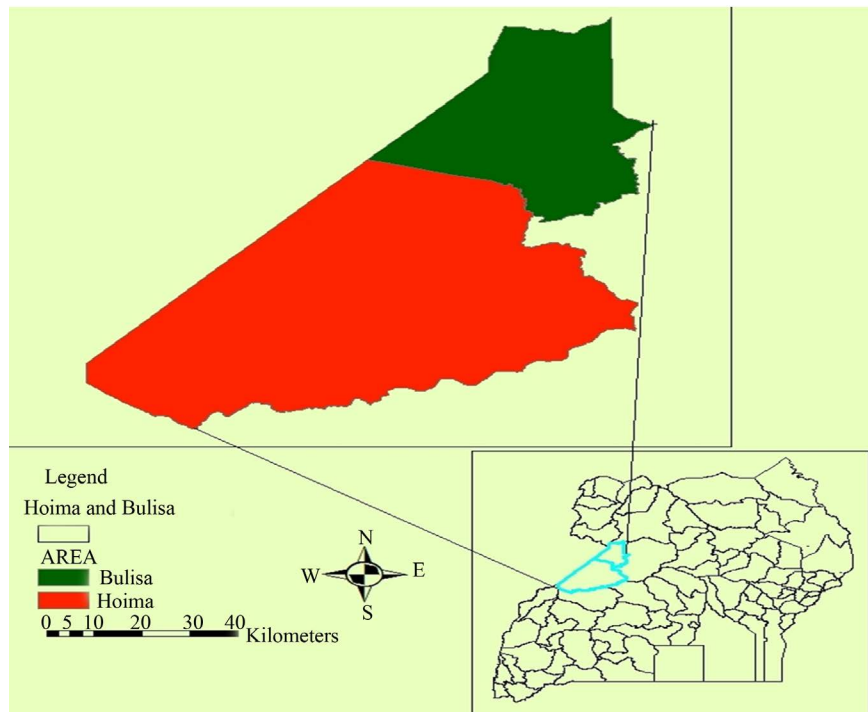 Legend
Hoima and Bulisa
AREA
Bulisa
Hoima
0 5 10 20 30 40
Kilometers
N
W E
S